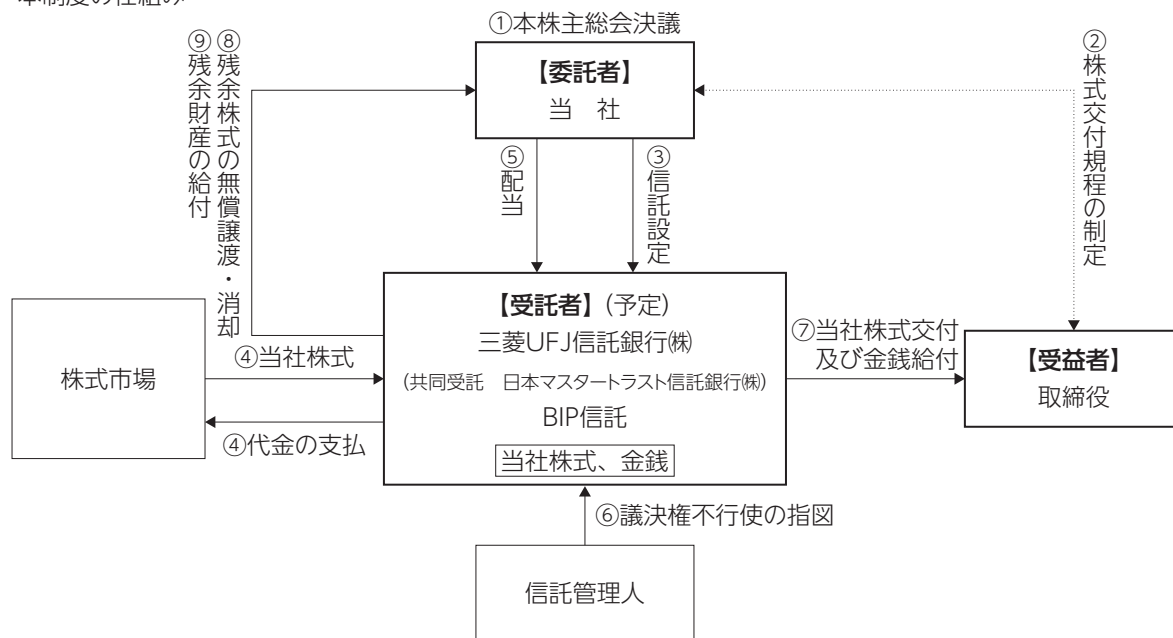 本制度の仕組み
①本株主総会決議
【委託者】
当　社
②株式交付規程の制定
⑧残余株式の無償譲渡・消却
⑨残余財産の給付
⑤配当
③信託設定
【受託者】(予定)
三菱UFJ信託銀行㈱
(共同受託　日本マスタートラスト信託銀行㈱)
BIP信託
当社株式、金銭
株式市場
④当社株式
④代金の支払
⑦当社株式交付
及び金銭給付
【受益者】
取締役
⑥議決権不行使の指図
信託管理人